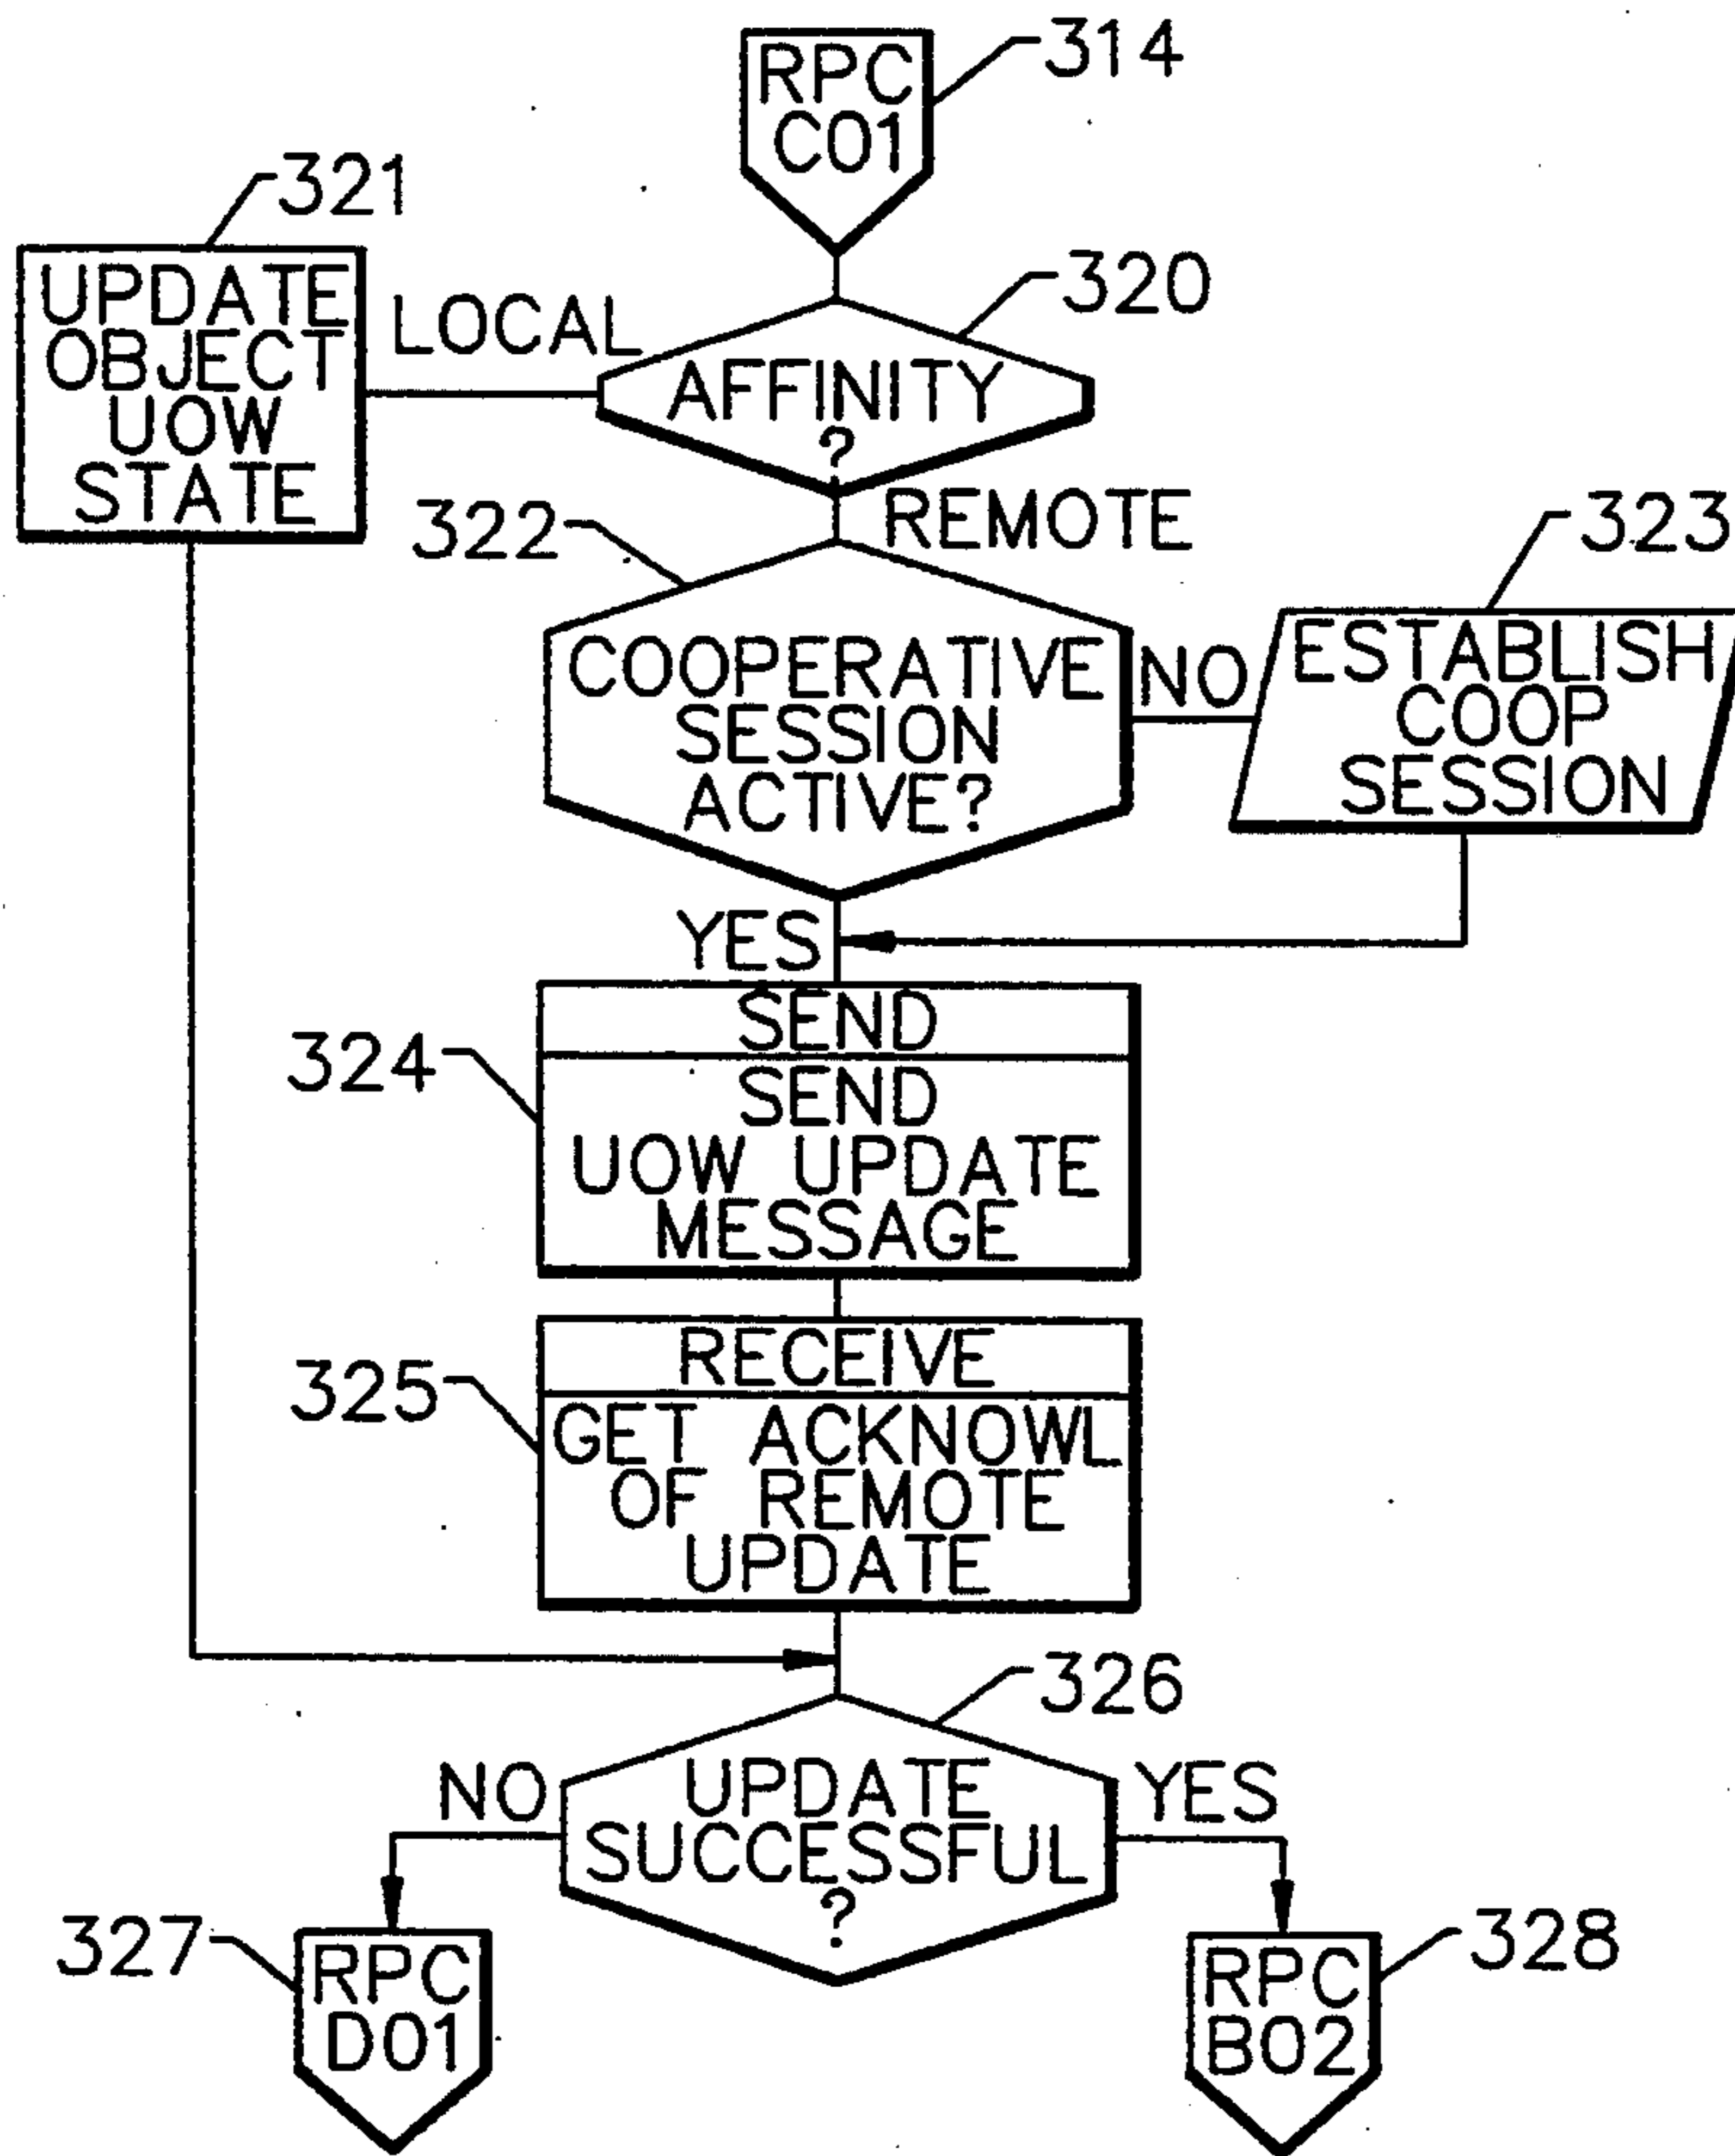 RPC
C01
314
321
UPDATE
OBJECT
UOW
STATE
LOCAL
320
AFFINITY
?
REMOTE
322
COOPERATIVE
SESSION
ACTIVE?
NO
323
ESTABLISH
COOP
SESSION
YES
324
SEND
SEND
UOW UPDATE
MESSAGE
325
RECEIVE
GET ACKNOWL
OF REMOTE
UPDATE
326
UPDATE
SUCCESSFUL
?
NO
YES
327
RPC
D01
RPC
B02
328